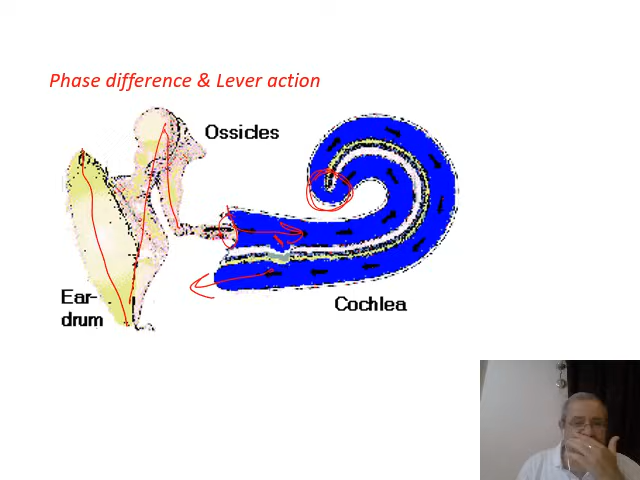 Phase difference & Lever action
Ossicles
Ear-
drum
Cochlea